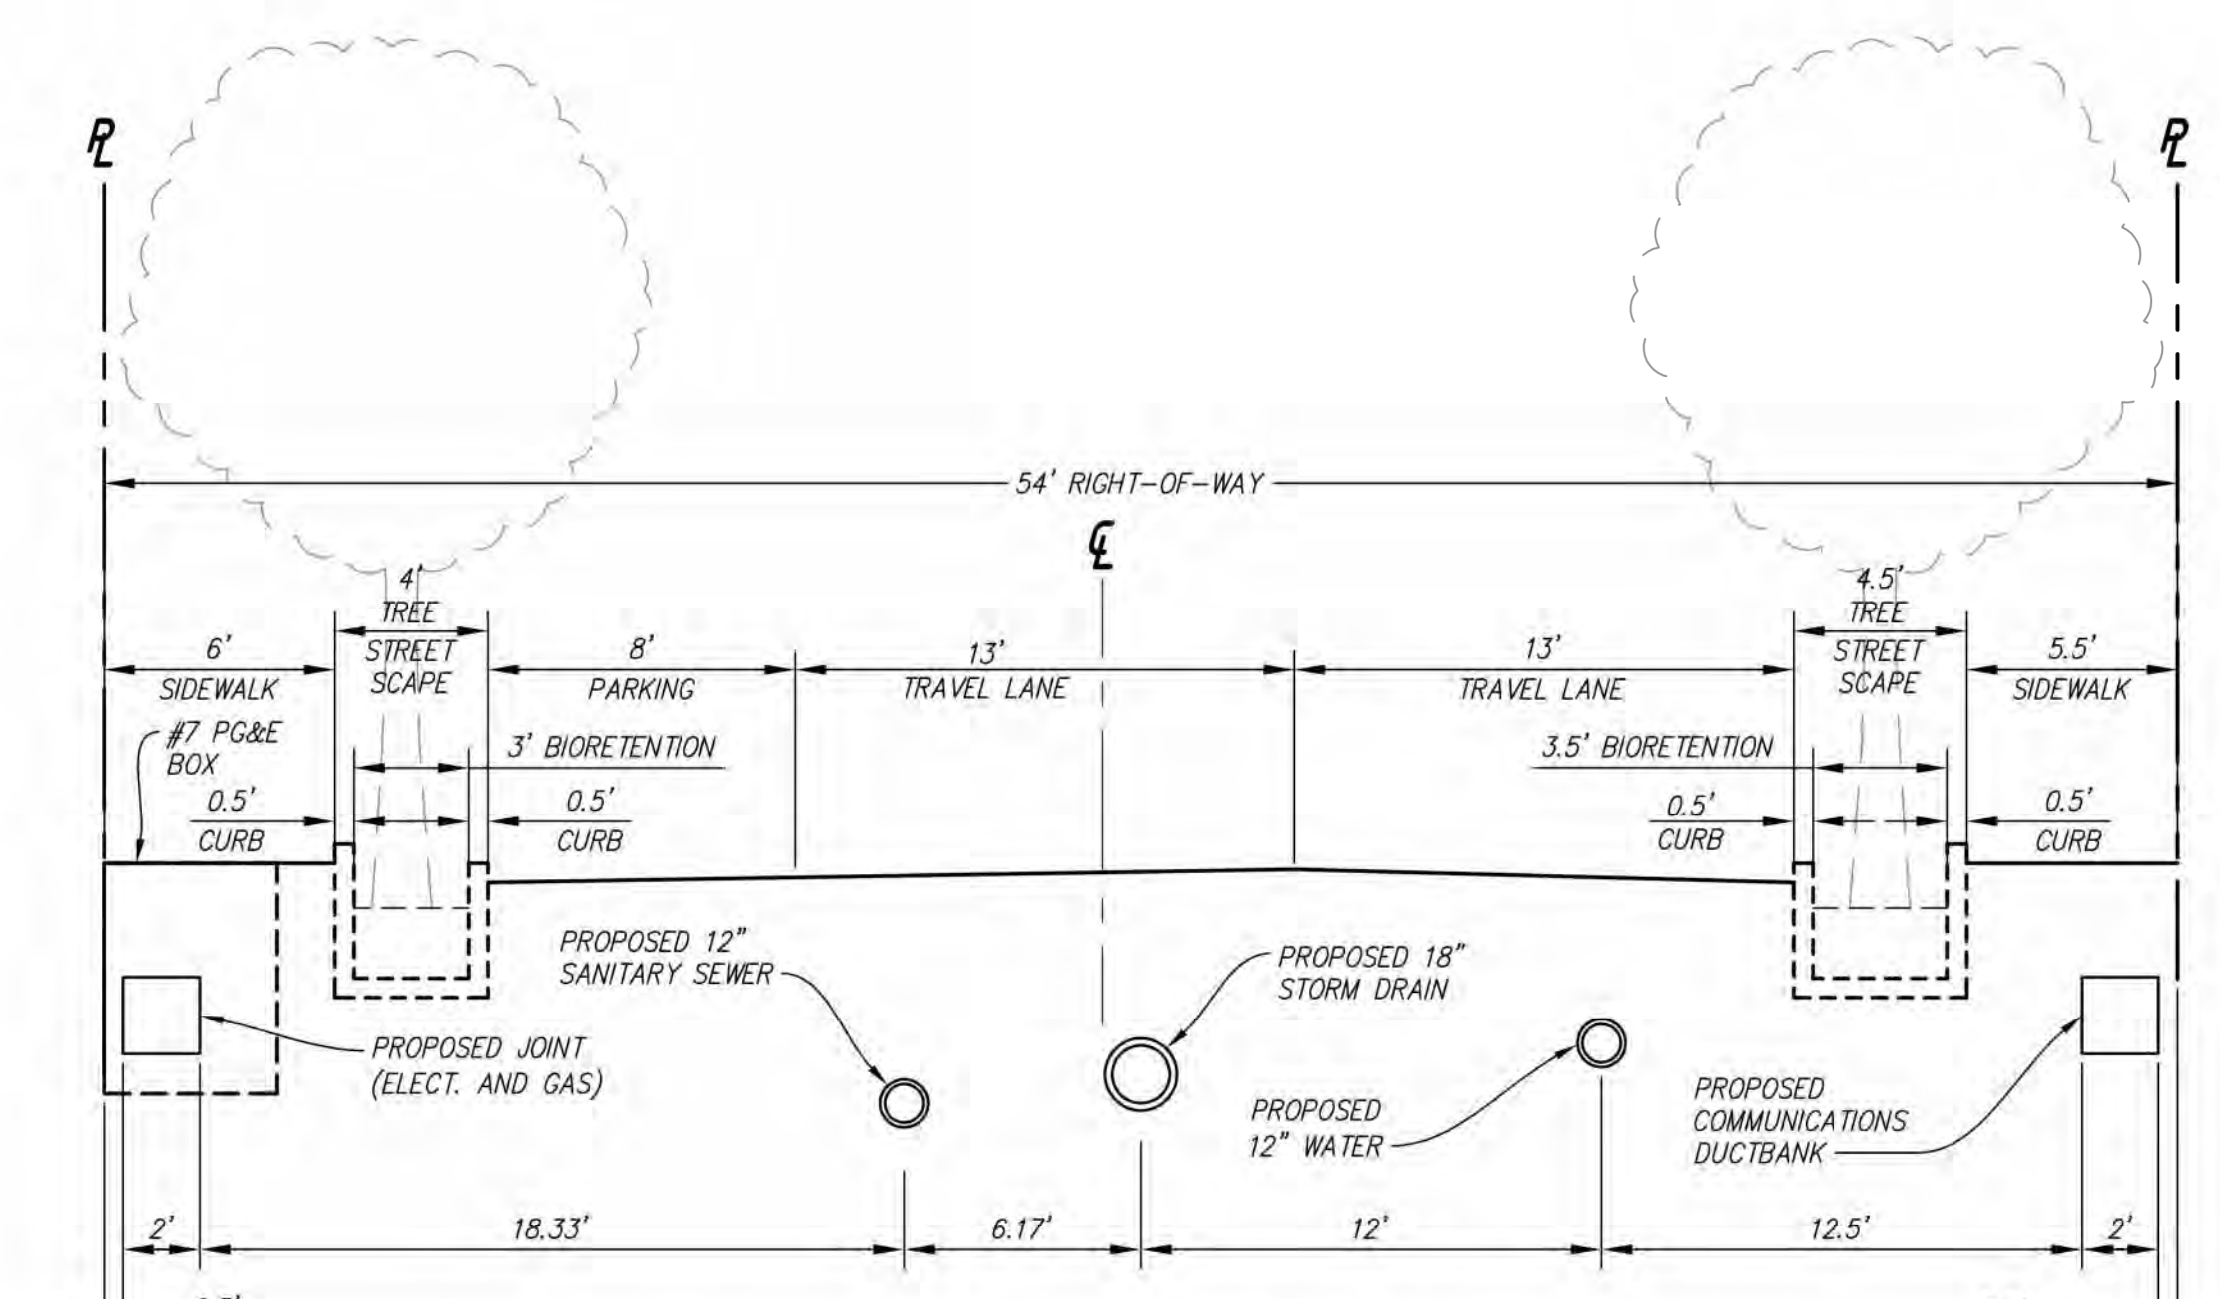 PL
PL
54' RIGHT-OF-WAY
CL
4'
TREE
STREET
SCAPE
4.5'
TREE
STREET
SCAPE
6'
SIDEWALK
8'
PARKING
13'
TRAVEL LANE
13'
TRAVEL LANE
5.5'
SIDEWALK
#7 PG&E
BOX
3' BIORETENTION
3.5' BIORETENTION
0.5'
CURB
0.5'
CURB
0.5'
CURB
0.5'
CURB
PROPOSED 12"
SANITARY SEWER
PROPOSED 18"
STORM DRAIN
PROPOSED JOINT
(ELECT. AND GAS)
PROPOSED
12" WATER
PROPOSED
COMMUNICATIONS
DUCTBANK
2'
18.33'
6.17'
12'
12.5'
2'